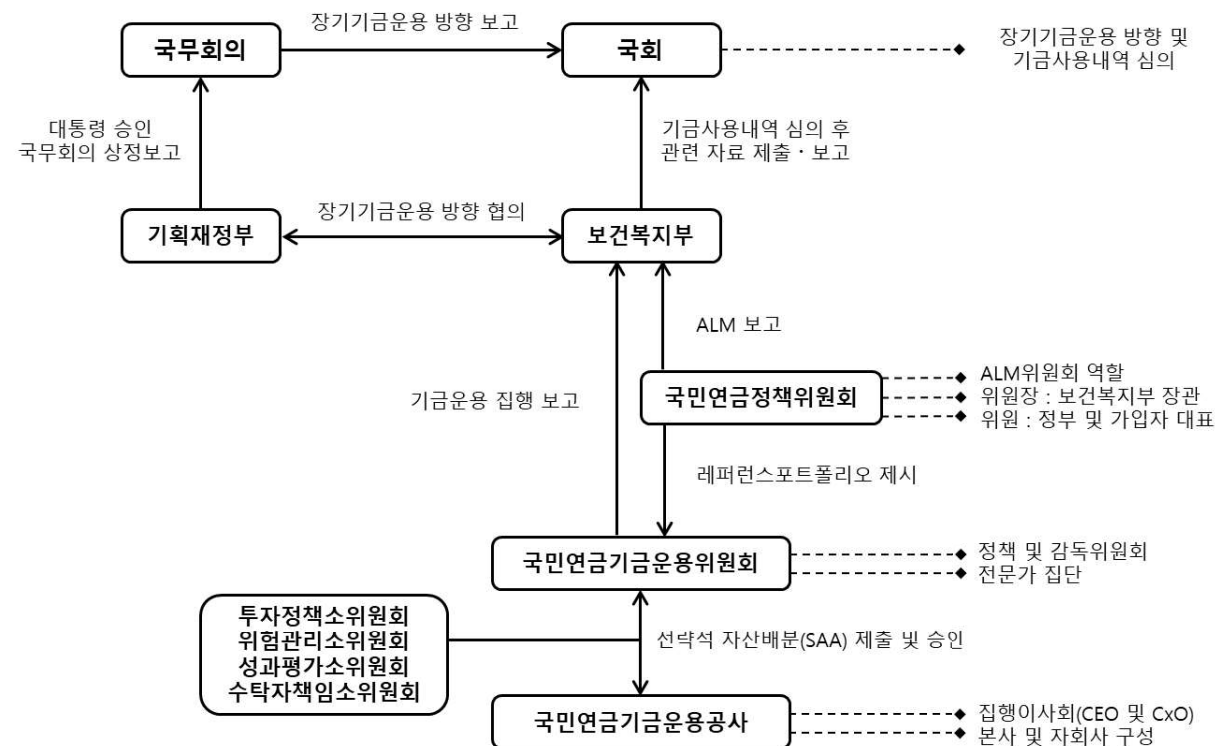 장기기금운용 방향 보고
국무회의
국회
장기기금운용 방향 및
기금사용내역 심의
대통령 승인
국무회의 상정보고
기금사용내역 심의 후
관련 자료 제출・보고
장기기금운용 방향 협의
기획재정부
보건복지부
ALM 보고
기금운용 집행 보고
국민연금정책위원회
ALM위원회 역할
위원장 : 보건복지부 장관
위원 : 정부 및 가입자 대표
레퍼런스포트폴리오 제시
국민연금기금운용위원회
정책 및 감독위원회
전문가 집단
투자정책소위원회
위험관리소위원회
성과평가소위원회
수탁자책임소위원회
선략석 자산배분(SAA) 제출 및 승인
국민연금기금운용공사
집행이사회(CEO 및 CxO)
본사 및 자회사 구성